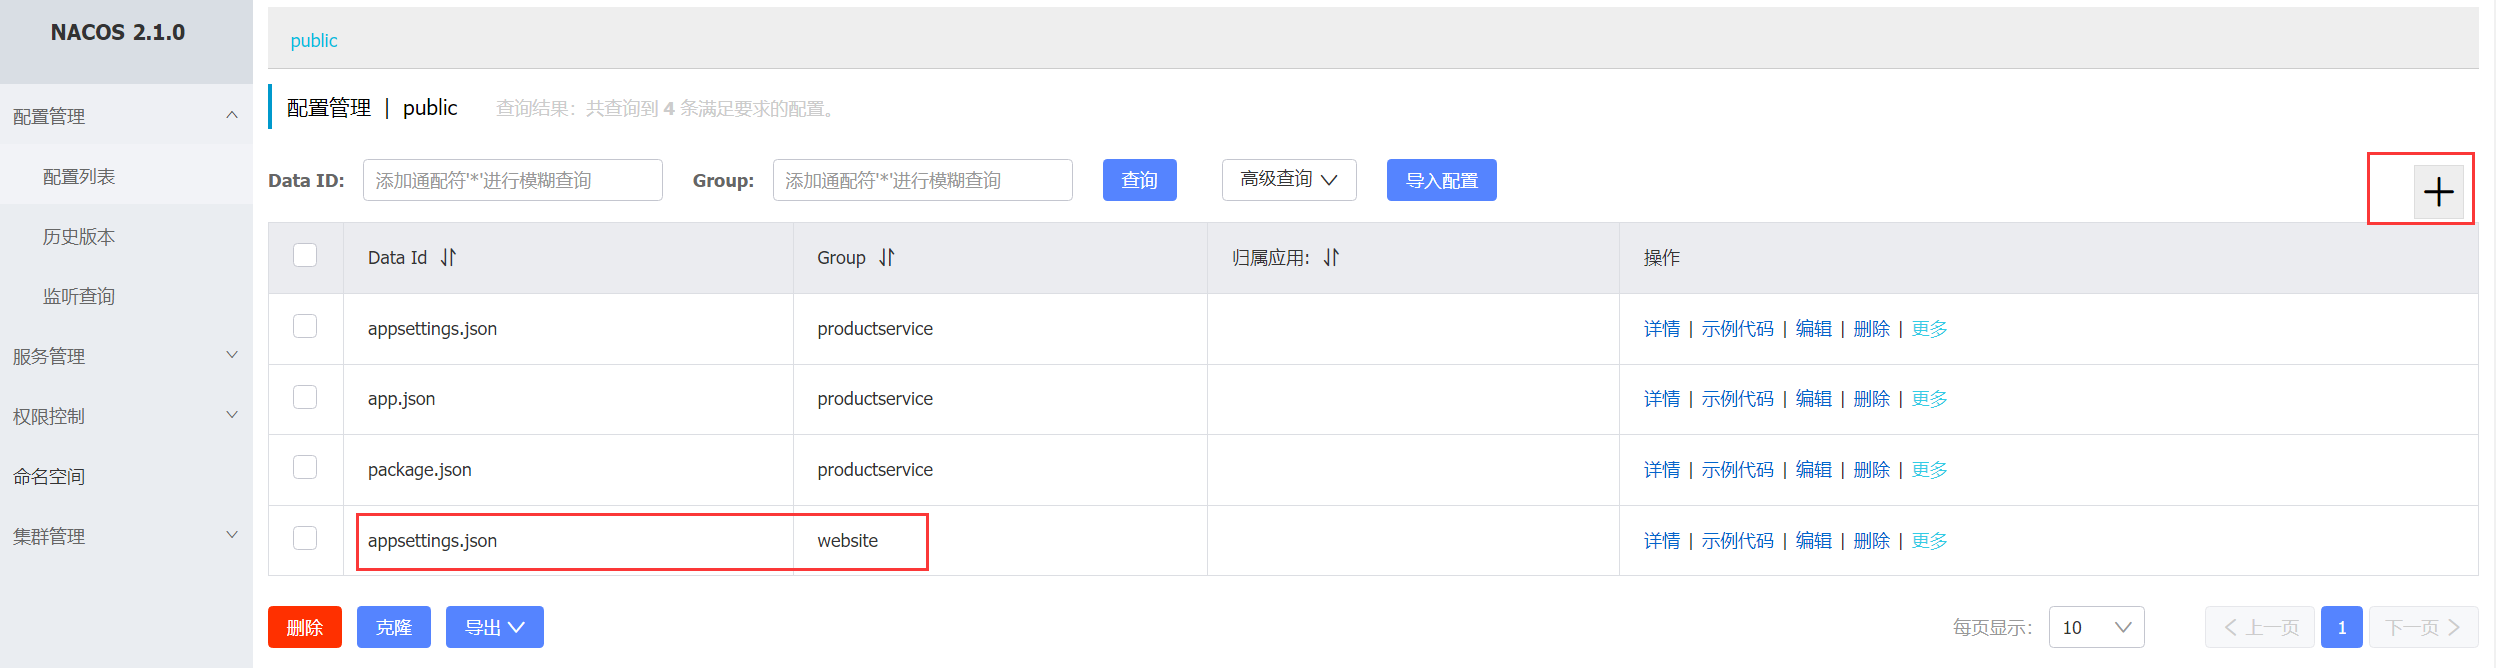 NACOS 2.1.0
配置管理
配置列表
历史版本
监听查询
服务管理
权限控制
命名空间
集群管理
public
配置管理 | public 查询结果：共查询到 4 条满足要求的配置。
Data ID: 添加通配符'*'进行模糊查询 Group: 添加通配符'*'进行模糊查询 查询 高级查询 导入配置
Data Id Group 归属应用: 操作
appsettings.json productservice 详情 | 示例代码 | 编辑 | 删除 | 更多
app.json productservice 详情 | 示例代码 | 编辑 | 删除 | 更多
package.json productservice 详情 | 示例代码 | 编辑 | 删除 | 更多
appsettings.json website 详情 | 示例代码 | 编辑 | 删除 | 更多
删除 克隆 导出 每页显示: 10 上一页 1 下一页